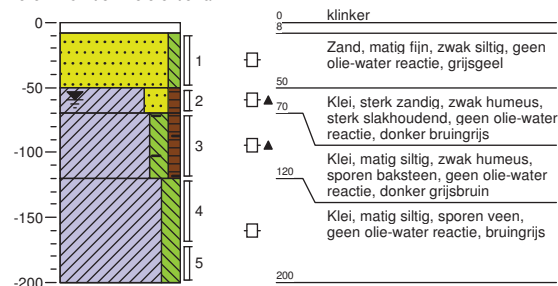 0
-50
-100
-150
-200
1
2
3
4
5
0
klinker
8
Zand, matig fijn, zwak siltig, geen
olie-water reactie, grijsgeel
50
Klei, sterk zandig, zwak humeus,
sterk slakhoudend, geen olie-water
reactie, donker bruingrijs
70
Klei, matig siltig, zwak humeus,
sporen baksteen, geen olie-water
reactie, donker grijsbruin
120
Klei, matig siltig, sporen veen,
geen olie-water reactie, bruingrijs
200